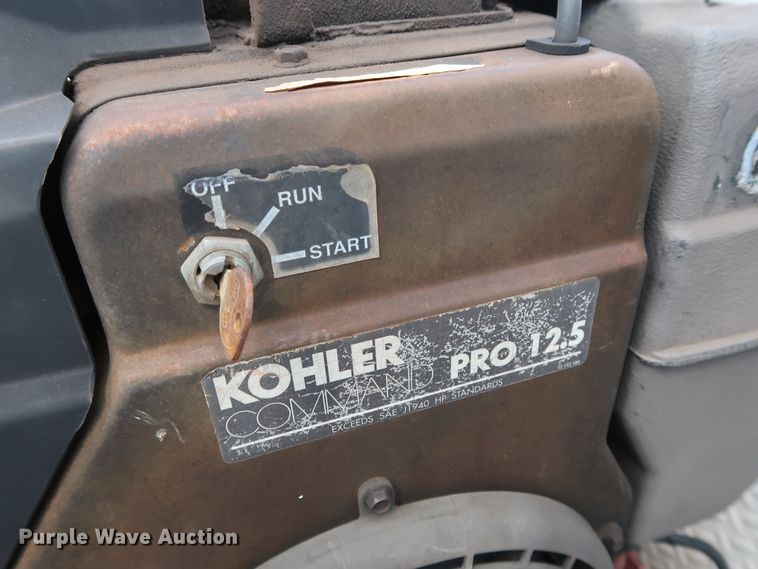 OFF
RUN
START
KOHLER
COMMAND PRO 12.5
EXCEEDS SAE J1940 HP STANDARDS
Purple Wave Auction